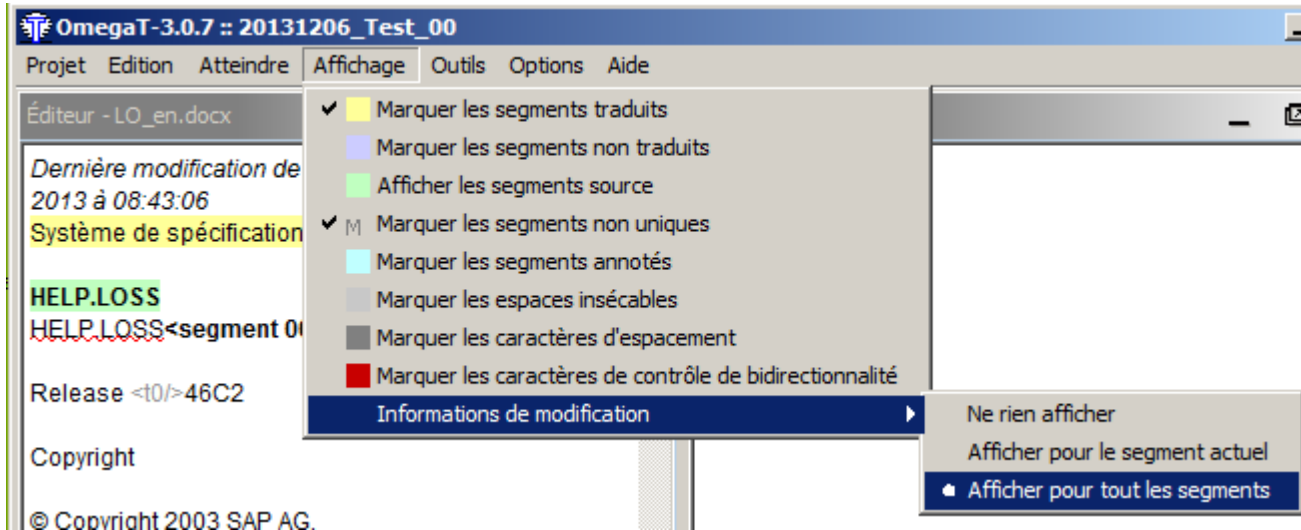 OmegaT-3.0.7 :: 20131206_Test_00
Projet Edition Atteindre Affichage Outils Options Aide
Éditeur - LO_en.docx
Marquer les segments traduits
Marquer les segments non traduits
Afficher les segments source
M Marquer les segments non uniques
Marquer les segments annotés
Marquer les espaces insécables
Marquer les caractères d'espacement
Marquer les caractères de contrôle de bidirectionnalité
Informations de modification
Ne rien afficher
Afficher pour le segment actuel
Afficher pour tout les segments
Dernière modification de
2013 à 08:43:06
Système de spécification
HELP.LOSS
HELP.LOSS<segment 00
Release <t0/>46C2
Copyright
© Copyright 2003 SAP AG.